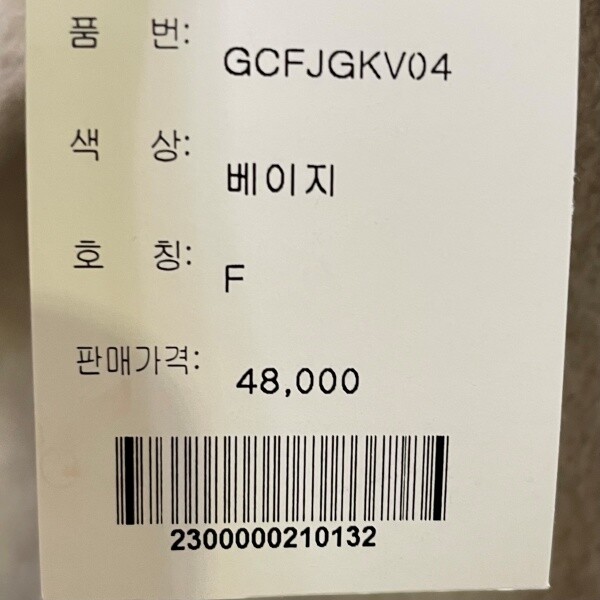 품 번: GCFJGKV04
색 상: 베이지
호 칭: F
판매가격: 48,000
2300000210132